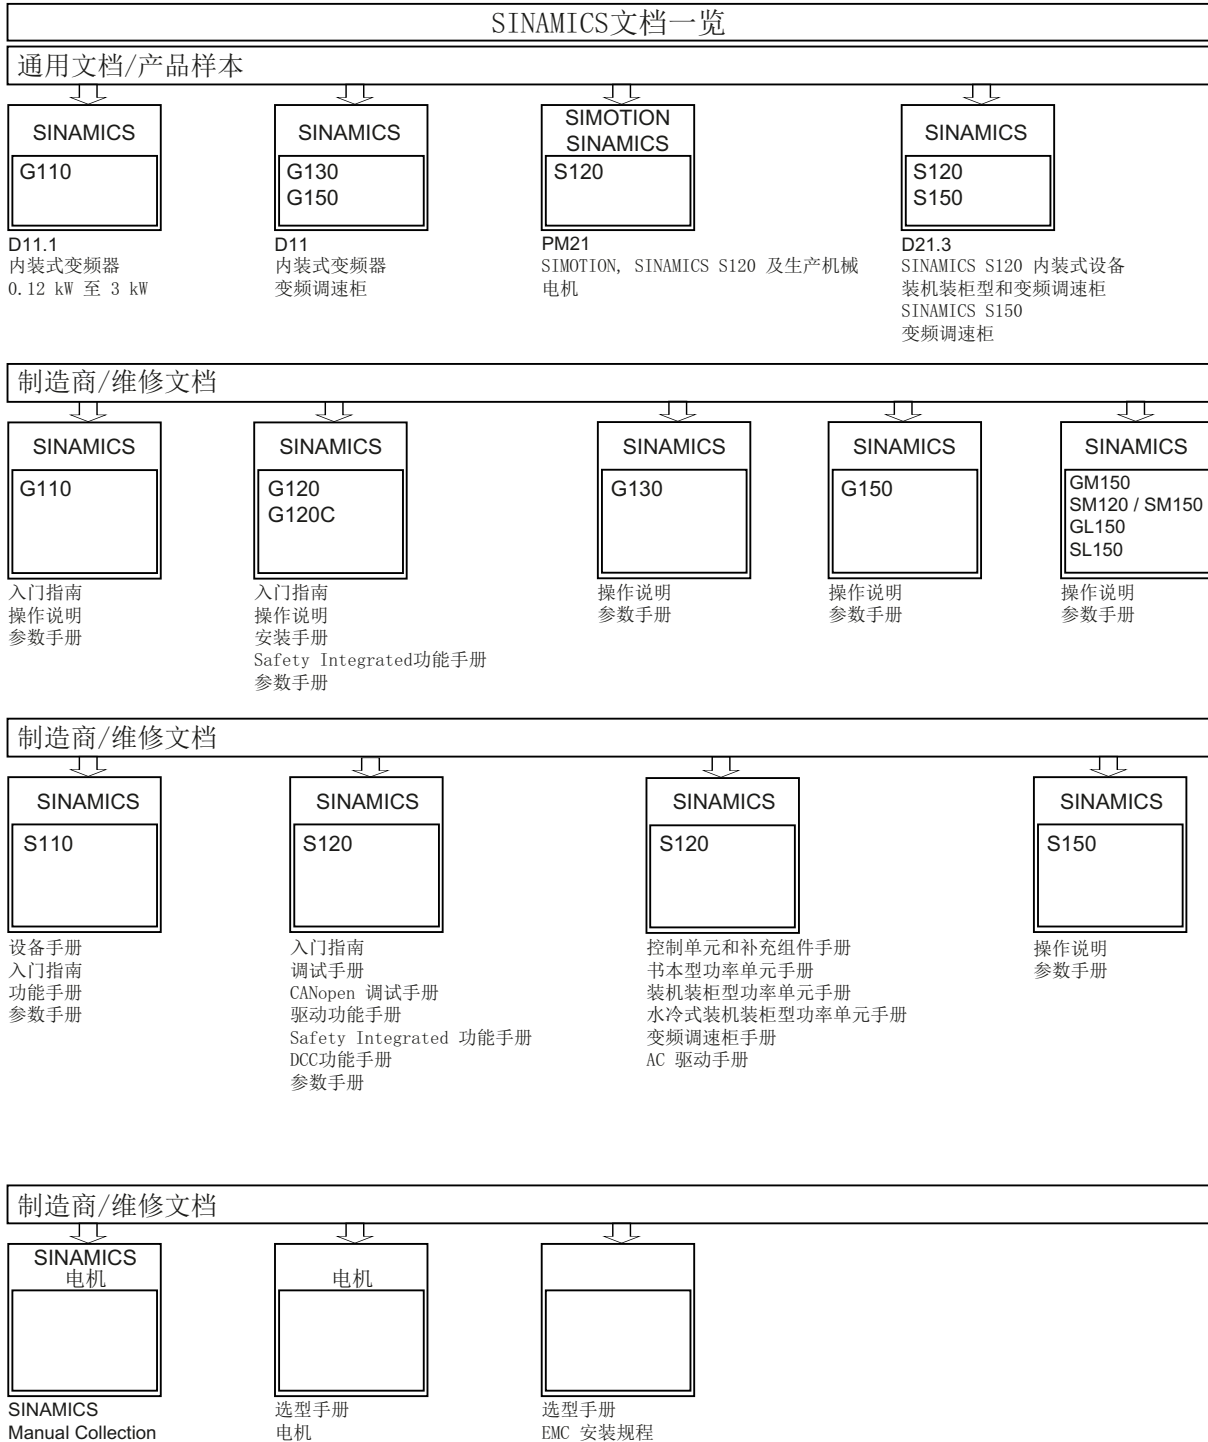 SINAMICS文档一览
通用文档/产品样本
SINAMICS
G110
D11.1
内装式变频器
0.12 kW 至 3 kW
SINAMICS
G130
G150
D11
内装式变频器
变频调速柜
SIMOTION
SINAMICS
S120
PM21
SIMOTION, SINAMICS S120 及生产机械
电机
SINAMICS
S120
S150
D21.3
SINAMICS S120 内装式设备
装机装柜型和变频调速柜
SINAMICS S150
变频调速柜
制造商/维修文档
SINAMICS
G110
入门指南
操作说明
参数手册
SINAMICS
G120
G120C
入门指南
操作说明
安装手册
Safety Integrated功能手册
参数手册
SINAMICS
G130
操作说明
参数手册
SINAMICS
G150
操作说明
参数手册
SINAMICS
GM150
SM120 / SM150
GL150
SL150
操作说明
参数手册
制造商/维修文档
SINAMICS
S110
设备手册
入门指南
功能手册
参数手册
SINAMICS
S120
入门指南
调试手册
CANopen 调试手册
驱动功能手册
Safety Integrated 功能手册
DCC功能手册
参数手册
SINAMICS
S120
控制单元和补充组件手册
书本型功率单元手册
装机装柜型功率单元手册
水冷式装机装柜型功率单元手册
变频调速柜手册
AC 驱动手册
SINAMICS
S150
操作说明
参数手册
制造商/维修文档
SINAMICS
电机
SINAMICS
Manual Collection
电机
选型手册
电机
选型手册
EMC 安装规程